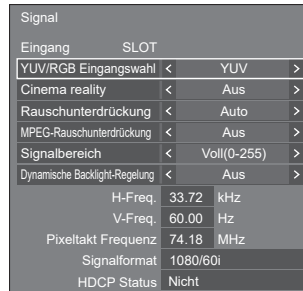 Signal
Eingang SLOT
YUV/RGB Eingangswahl < YUV >
Cinema reality < Aus >
Rauschunterdrückung < Auto >
MPEG-Rauschunterdrückung < Aus >
Signalbereich < Voll(0-255) >
Dynamische Backlight-Regelung < Aus >
H-Freq. 33.72 kHz
V-Freq. 60.00 Hz
Pixeltakt Frequenz 74.18 MHz
Signalformat 1080/60i
HDCP Status Nicht